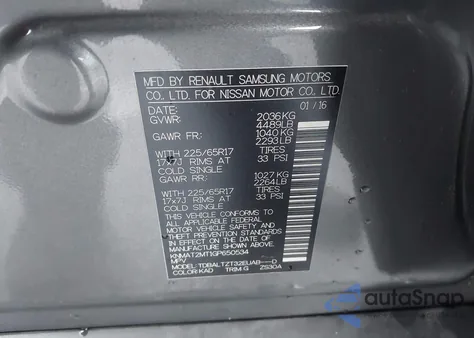 MFD BY RENAULT SAMSUNG MOTORS
CO., LTD. FOR NISSAN MOTOR CO., LTD.
DATE: 01/16
GVWR: 2036KG
4489LB
GAWR FR: 1040KG
2293LB
WITH 225/65R17 TIRES
17x7J RIMS AT 33 PSI
COLD SINGLE
GAWR RR: 1027KG
2264LB
WITH 225/65R17 TIRES
17x7J RIMS AT 33 PSI
COLD SINGLE
THIS VEHICLE CONFORMS TO
ALL APPLICABLE FEDERAL
MOTOR VEHICLE SAFETY
BUMPER AND THEFT
PREVENTION STANDARDS
IN EFFECT ON THE DATE OF
MANUFACTURE SHOWN ABOVE.
KNMAT2MT1GP650534
MPV
MODEL: TDBALTZT32EUAB----D
COLOR: KAD TRIM: G ZS30A
autoSnap